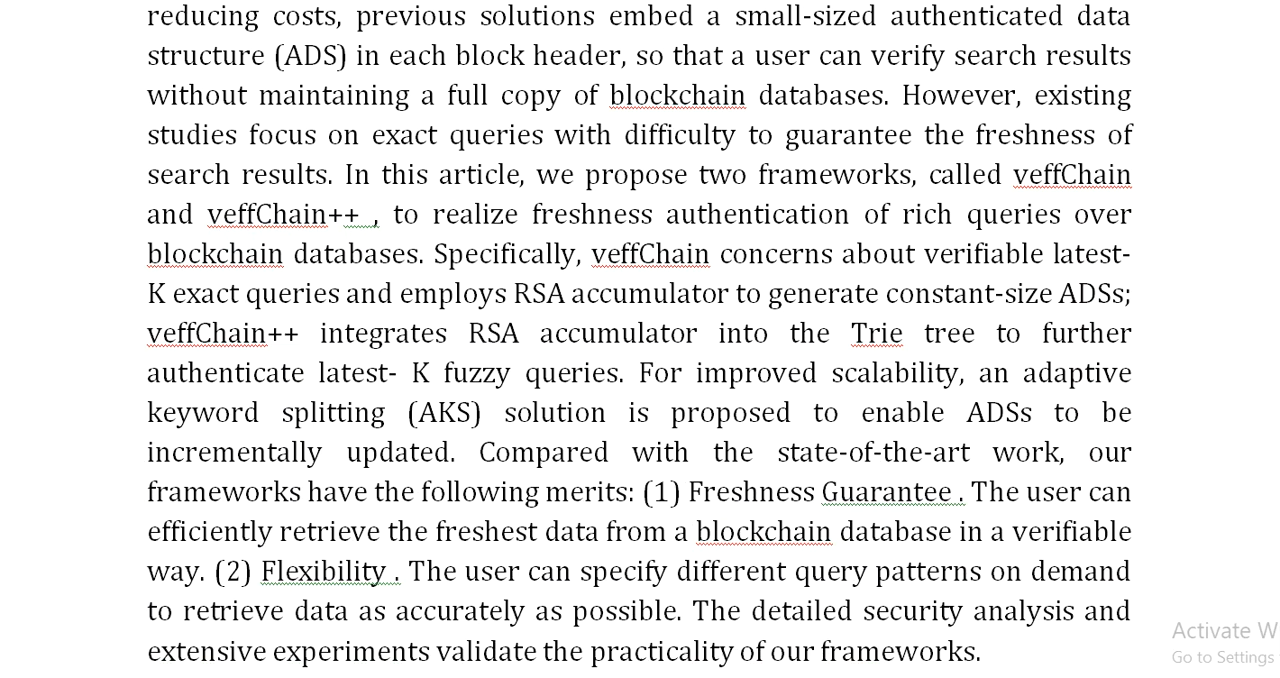 reducing costs, previous solutions embed a small-sized authenticated data
structure (ADS) in each block header, so that a user can verify search results
without maintaining a full copy of blockchain databases. However, existing
studies focus on exact queries with difficulty to guarantee the freshness of
search results. In this article, we propose two frameworks, called veffChain
and veffChain++ , to realize freshness authentication of rich queries over
blockchain databases. Specifically, veffChain concerns about verifiable latest-
K exact queries and employs RSA accumulator to generate constant-size ADSs;
veffChain++ integrates RSA accumulator into the Trie tree to further
authenticate latest- K fuzzy queries. For improved scalability, an adaptive
keyword splitting (AKS) solution is proposed to enable ADSs to be
incrementally updated. Compared with the state-of-the-art work, our
frameworks have the following merits: (1) Freshness Guarantee . The user can
efficiently retrieve the freshest data from a blockchain database in a verifiable
way. (2) Flexibility . The user can specify different query patterns on demand
to retrieve data as accurately as possible. The detailed security analysis and
extensive experiments validate the practicality of our frameworks.
Activate W
Go to Settings